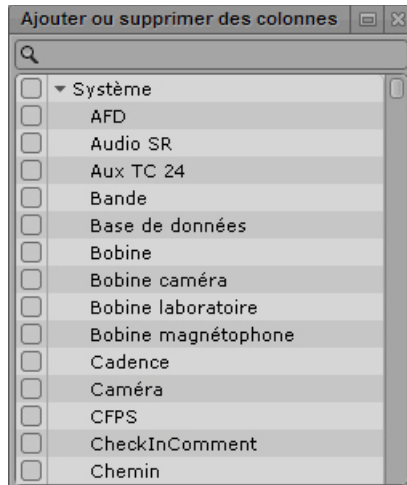 Ajouter ou supprimer des colonnes
Système
AFD
Audio SR
Aux TC 24
Bande
Base de données
Bobine
Bobine caméra
Bobine laboratoire
Bobine magnétophone
Cadence
Caméra
CFPS
CheckInComment
Chemin